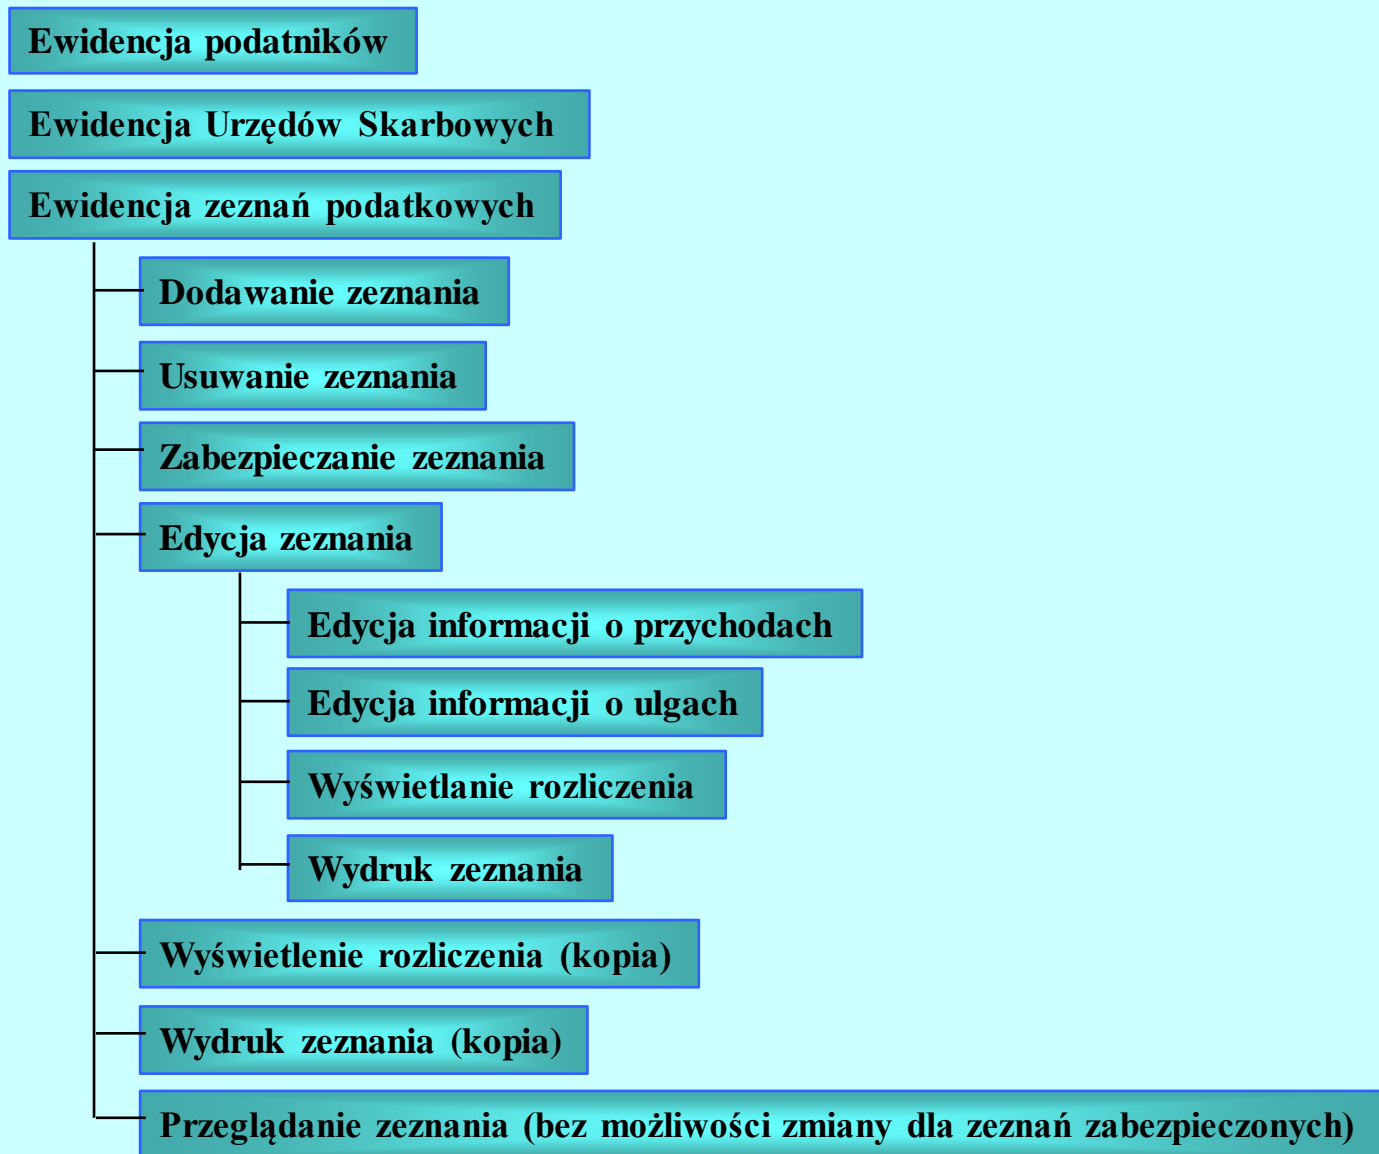 Ewidencja podatników
Ewidencja Urzędów Skarbowych
Ewidencja zeznań podatkowych
Dodawanie zeznania
Usuwanie zeznania
Zabezpieczanie zeznania
Edycja zeznania
Edycja informacji o przychodach
Edycja informacji o ulgach
Wyświetlanie rozliczenia
Wydruk zeznania
Wyświetlenie rozliczenia (kopia)
Wydruk zeznania (kopia)
Przeglądanie zeznania (bez możliwości zmiany dla zeznań zabezpieczonych)